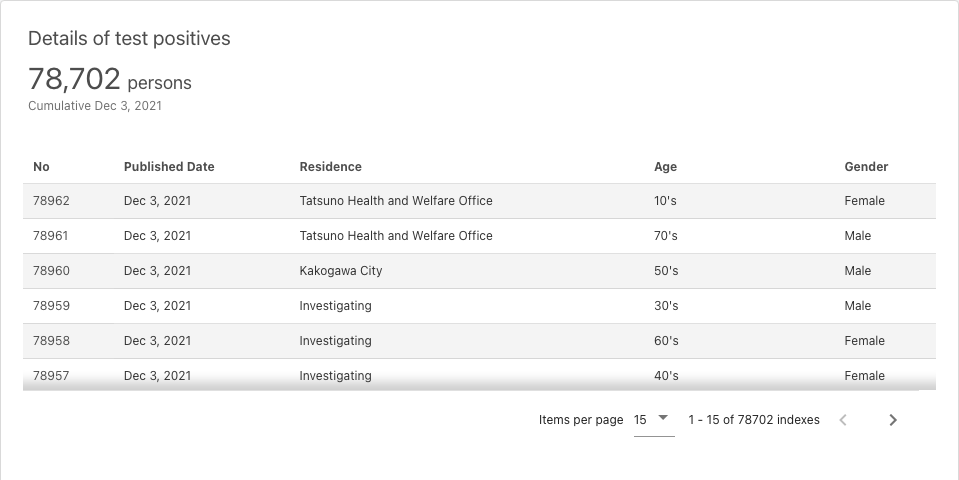 Details of test positives
78,702 persons
Cumulative Dec 3, 2021
No Published Date Residence Age Gender
78962 Dec 3, 2021 Tatsuno Health and Welfare Office 10's Female
78961 Dec 3, 2021 Tatsuno Health and Welfare Office 70's Male
78960 Dec 3, 2021 Kakogawa City 50's Male
78959 Dec 3, 2021 Investigating 30's Male
78958 Dec 3, 2021 Investigating 60's Female
78957 Dec 3, 2021 Investigating 40's Female
Items per page 15 1 - 15 of 78702 indexes